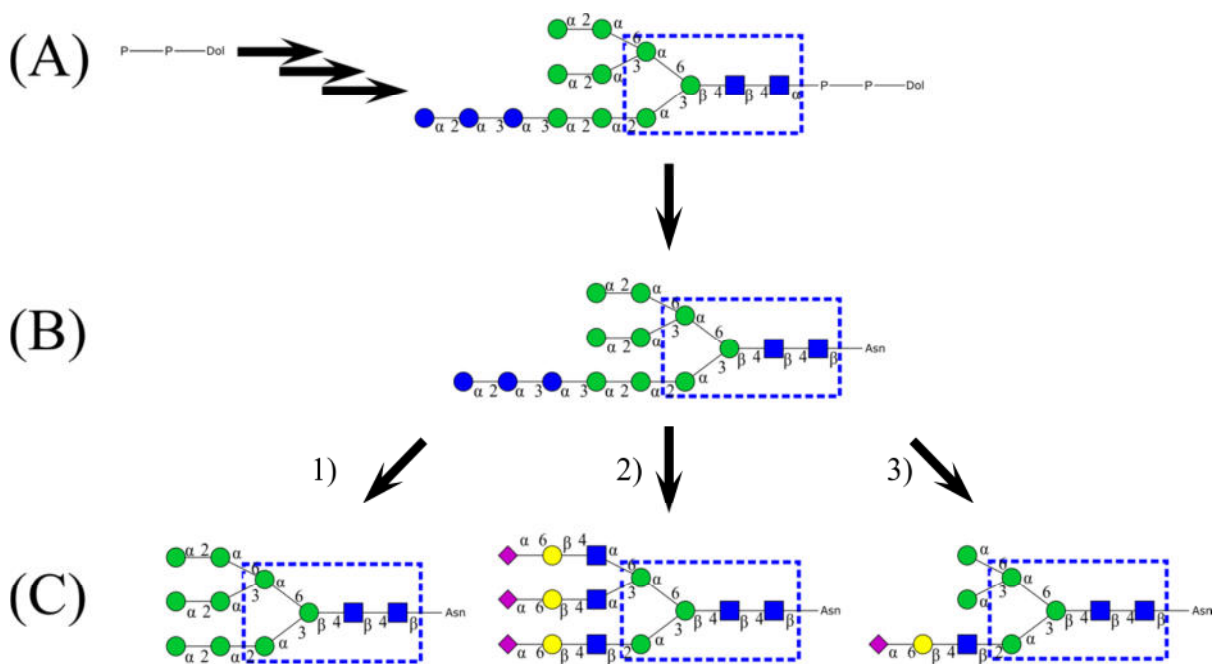 α 2 α
(A) P P Dol 6 α
3 6
α 2 α
3 β 4 β 4 α P P Dol
α 2 α 3 α 3 α 2 α 2 α
α 2 α
6 α
(B) 3 6
α 2 α
3 β 4 β 4 β Asn
α 2 α 3 α 3 α 2 α 2 α
1) 2) 3)
α 2 α α 6 β 4 α α
6 α 6 α 6 α
(C) 3 6 3 6 3 6
α 2 α α 6 β 4 α α
3 β 4 β 4 β Asn 3 β 4 β 4 β Asn 3 β 4 β 4 β Asn
α 2 α 2 α α 6 β 4 2 α α 6 β 4 2 α